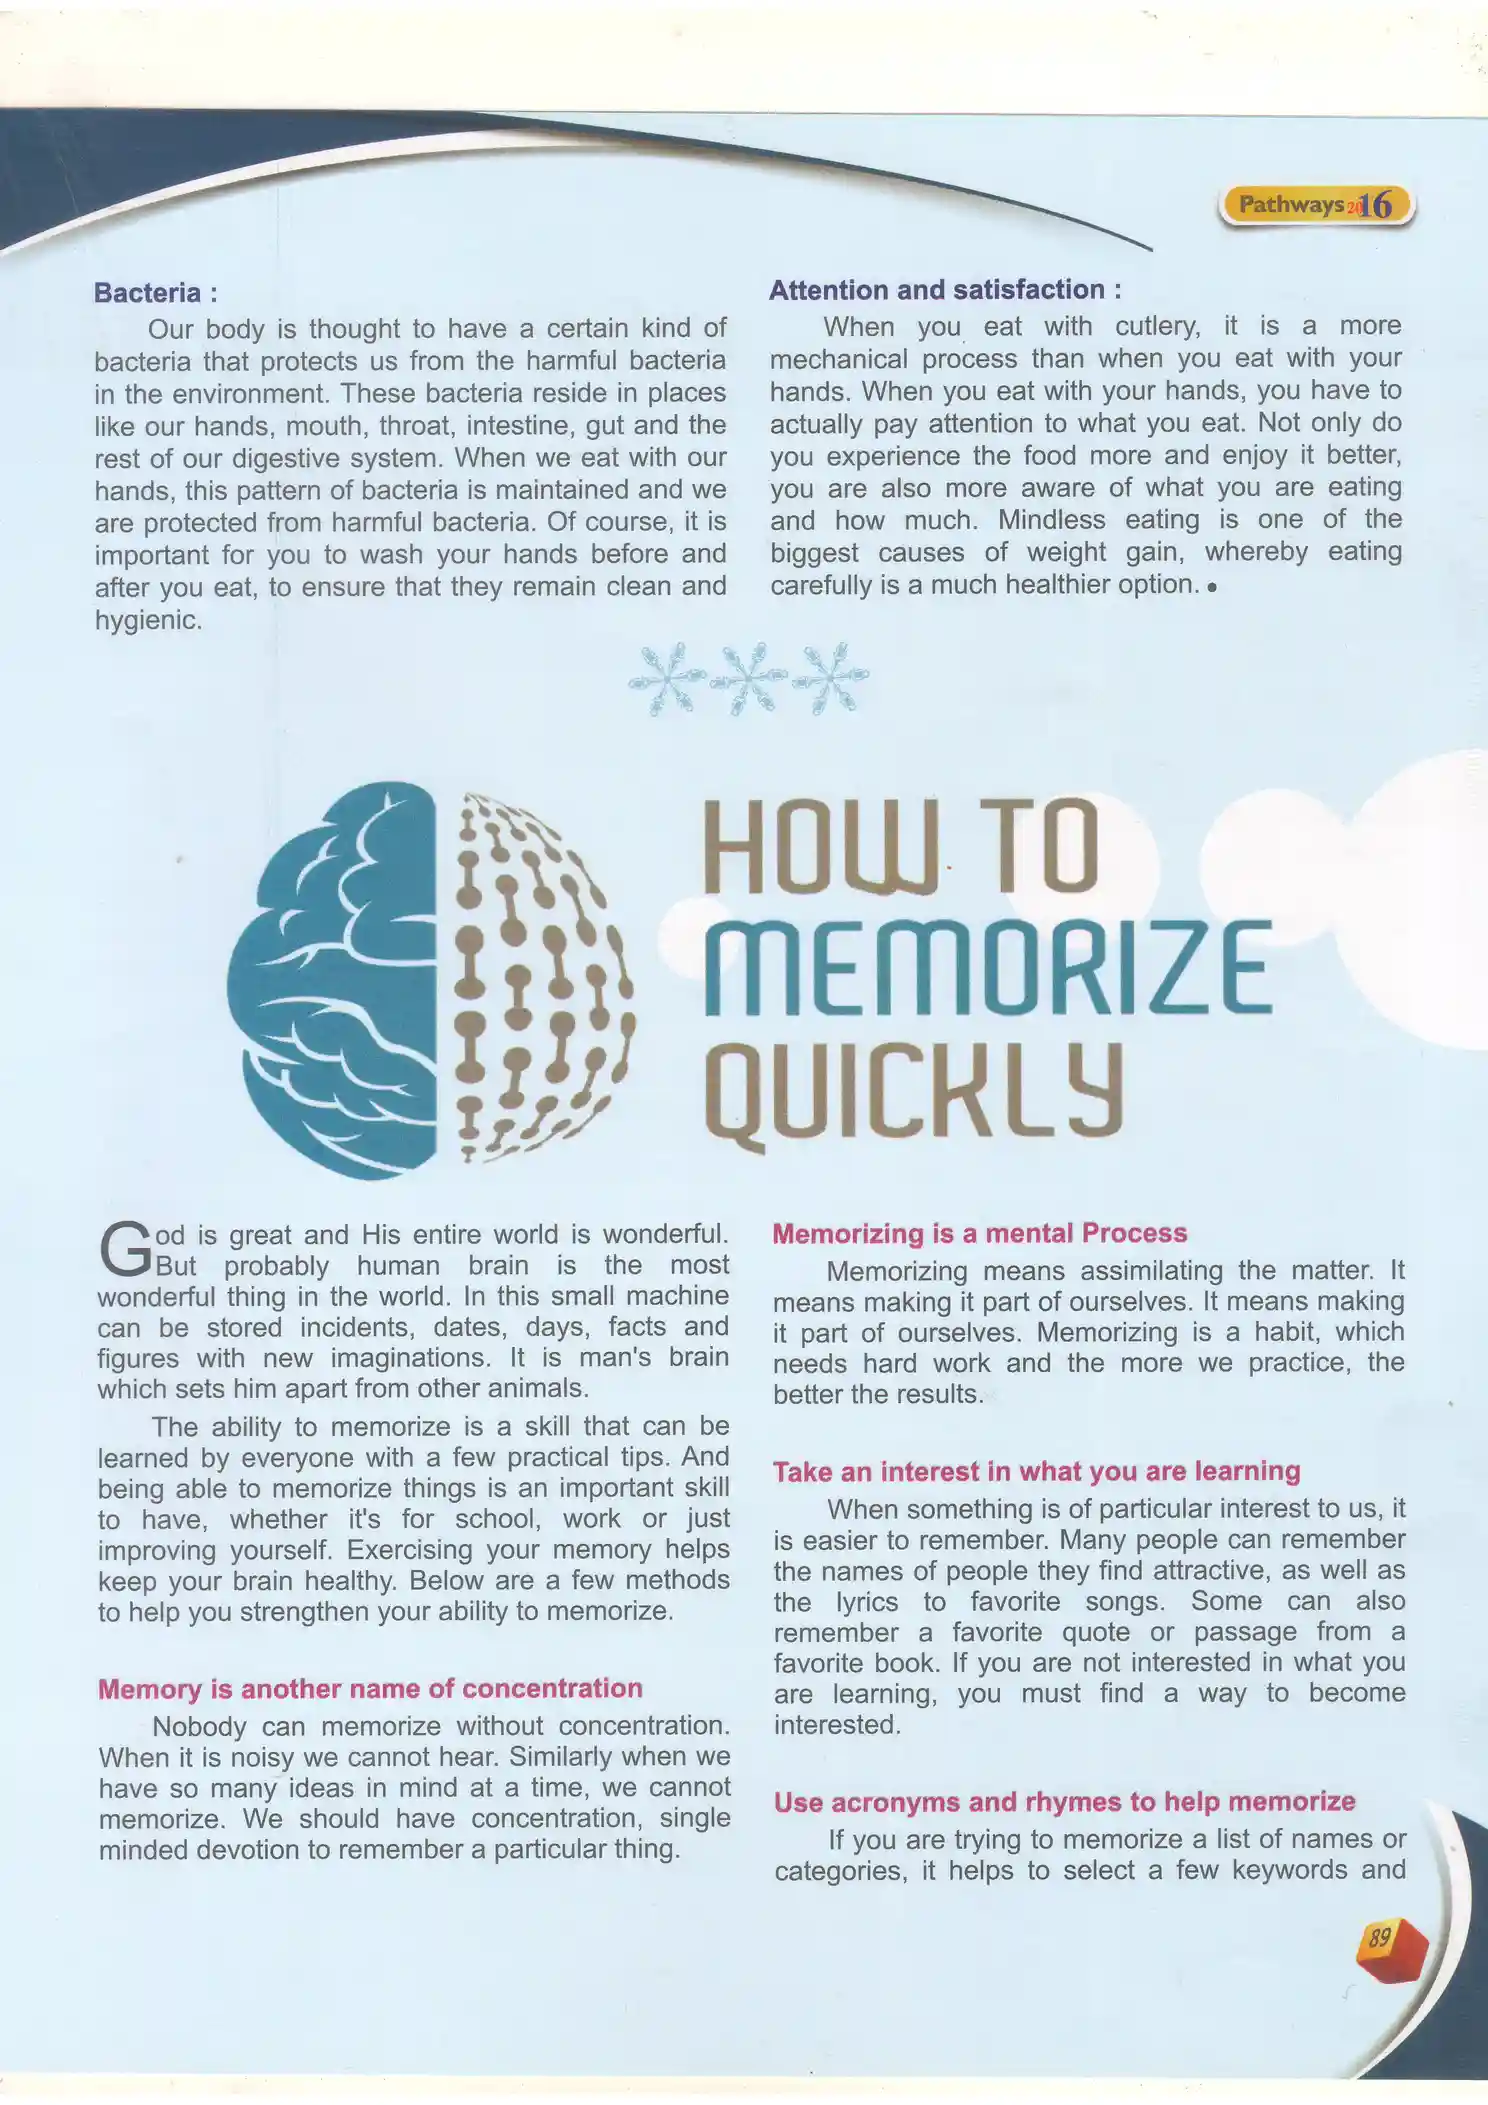 Pathways 2016
Bacteria :
Our body is thought to have a certain kind of
bacteria that protects us from the harmful bacteria
in the environment. These bacteria reside in places
like our hands, mouth, throat, intestine, gut and the
rest of our digestive system. When we eat with our
hands, this pattern of bacteria is maintained and we
are protected from harmful bacteria. Of course, it is
important for you to wash your hands before and
after you eat, to ensure that they remain clean and
hygienic.
Attention and satisfaction :
When you eat with cutlery, it is a more
mechanical process than when you eat with your
hands. When you eat with your hands, you have to
actually pay attention to what you eat. Not only do
you experience the food more and enjoy it better,
you are also more aware of what you are eating
and how much. Mindless eating is one of the
biggest causes of weight gain, whereby eating
carefully is a much healthier option. •
HOW TO
MEMORIZE
QUICKLY
God is great and His entire world is wonderful.
But probably human brain is the most
wonderful thing in the world. In this small machine
can be stored incidents, dates, days, facts and
figures with new imaginations. It is man's brain
which sets him apart from other animals.
The ability to memorize is a skill that can be
learned by everyone with a few practical tips. And
being able to memorize things is an important skill
to have, whether it's for school, work or just
improving yourself. Exercising your memory helps
keep your brain healthy. Below are a few methods
to help you strengthen your ability to memorize.
Memory is another name of concentration
Nobody can memorize without concentration.
When it is noisy we cannot hear. Similarly when we
have so many ideas in mind at a time, we cannot
memorize. We should have concentration, single
minded devotion to remember a particular thing.
Memorizing is a mental Process
Memorizing means assimilating the matter. It
means making it part of ourselves. It means making
it part of ourselves. Memorizing is a habit, which
needs hard work and the more we practice, the
better the results.
Take an interest in what you are learning
When something is of particular interest to us, it
is easier to remember. Many people can remember
the names of people they find attractive, as well as
the lyrics to favorite songs. Some can also
remember a favorite quote or passage from a
favorite book. If you are not interested in what you
are learning, you must find a way to become
interested.
Use acronyms and rhymes to help memorize
If you are trying to memorize a list of names or
categories, it helps to select a few keywords and
89